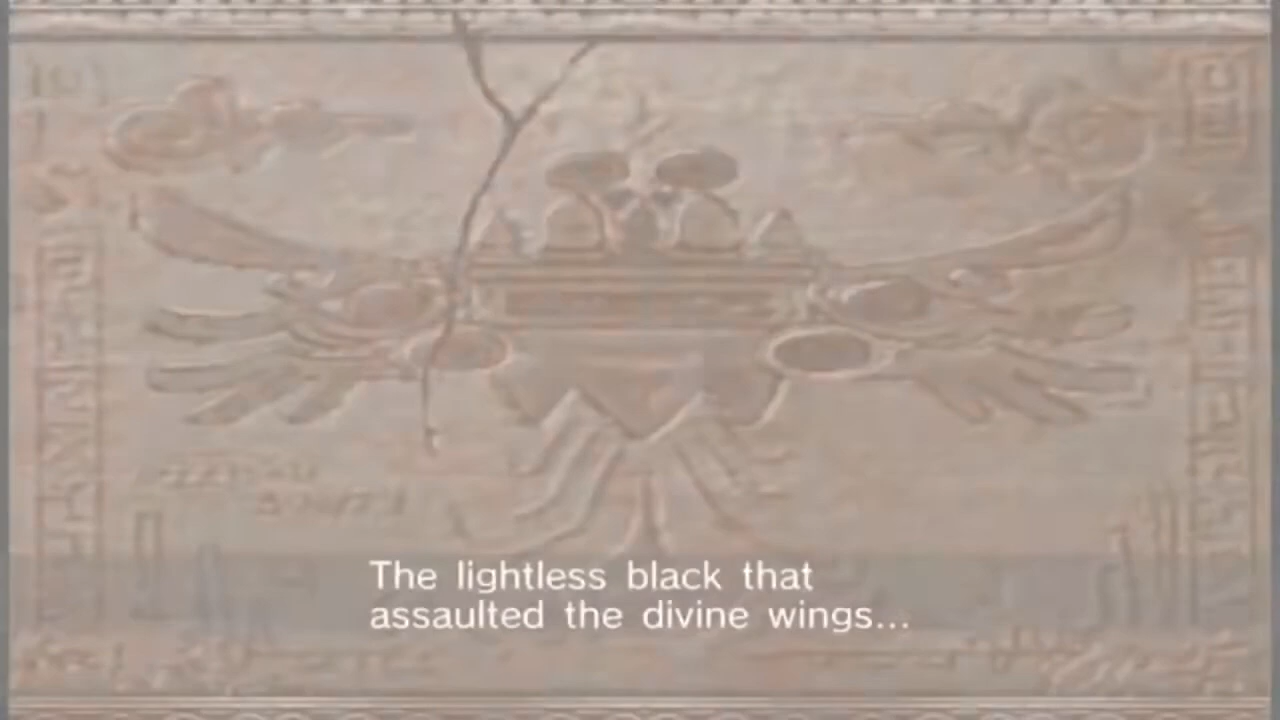 The lightless black that
assaulted the divine wings...